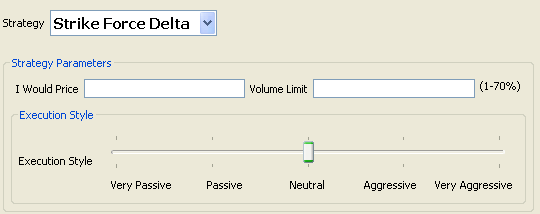 Strategy Strike Force Delta
Strategy Parameters
I Would Price Volume Limit (1-70%)
Execution Style
Execution Style
Very Passive Passive Neutral Aggressive Very Aggressive